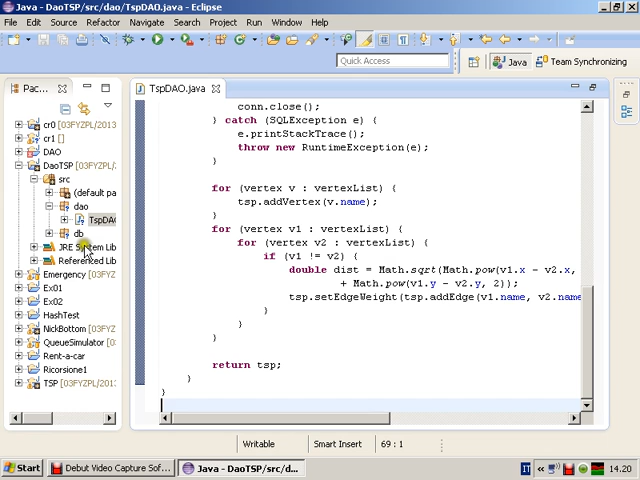 Java - DaoTSP/src/dao/TspDAO.java - Eclipse
File Edit Source Refactor Navigate Search Project Run Window Help
Quick Access
Java
Team Synchronizing
Pac...
TspDAO.java
cr0 [03FYZPL/2013
cr1 [03FYZPL/2013
DAO
DaoTSP [03FYZPL
src
(default pa
dao
TspDAO
db
JRE System Lib
Referenced Lib
Emergency [03FYZ
Ex01
Ex02
HashTest
NickBottom [03FYZ
QueueSimulator [0
Rent-a-car
Ricorsione1
TSP [03FYZPL/2013
conn.close();
} catch (SQLException e) {
e.printStackTrace();
throw new RuntimeException(e);
}
for (vertex v : vertexList) {
tsp.addVertex(v.name);
}
for (vertex v1 : vertexList) {
for (vertex v2 : vertexList) {
if (v1 != v2) {
double dist = Math.sqrt(Math.pow(v1.x - v2.x,
+ Math.pow(v1.y - v2.y, 2));
tsp.setEdgeWeight(tsp.addEdge(v1.name, v2.name
}
}
}
return tsp;
}
}
Writable
Smart Insert
69 : 1
Start
Debut Video Capture Sof...
Java - DaoTSP/src/d...
IT
14.20